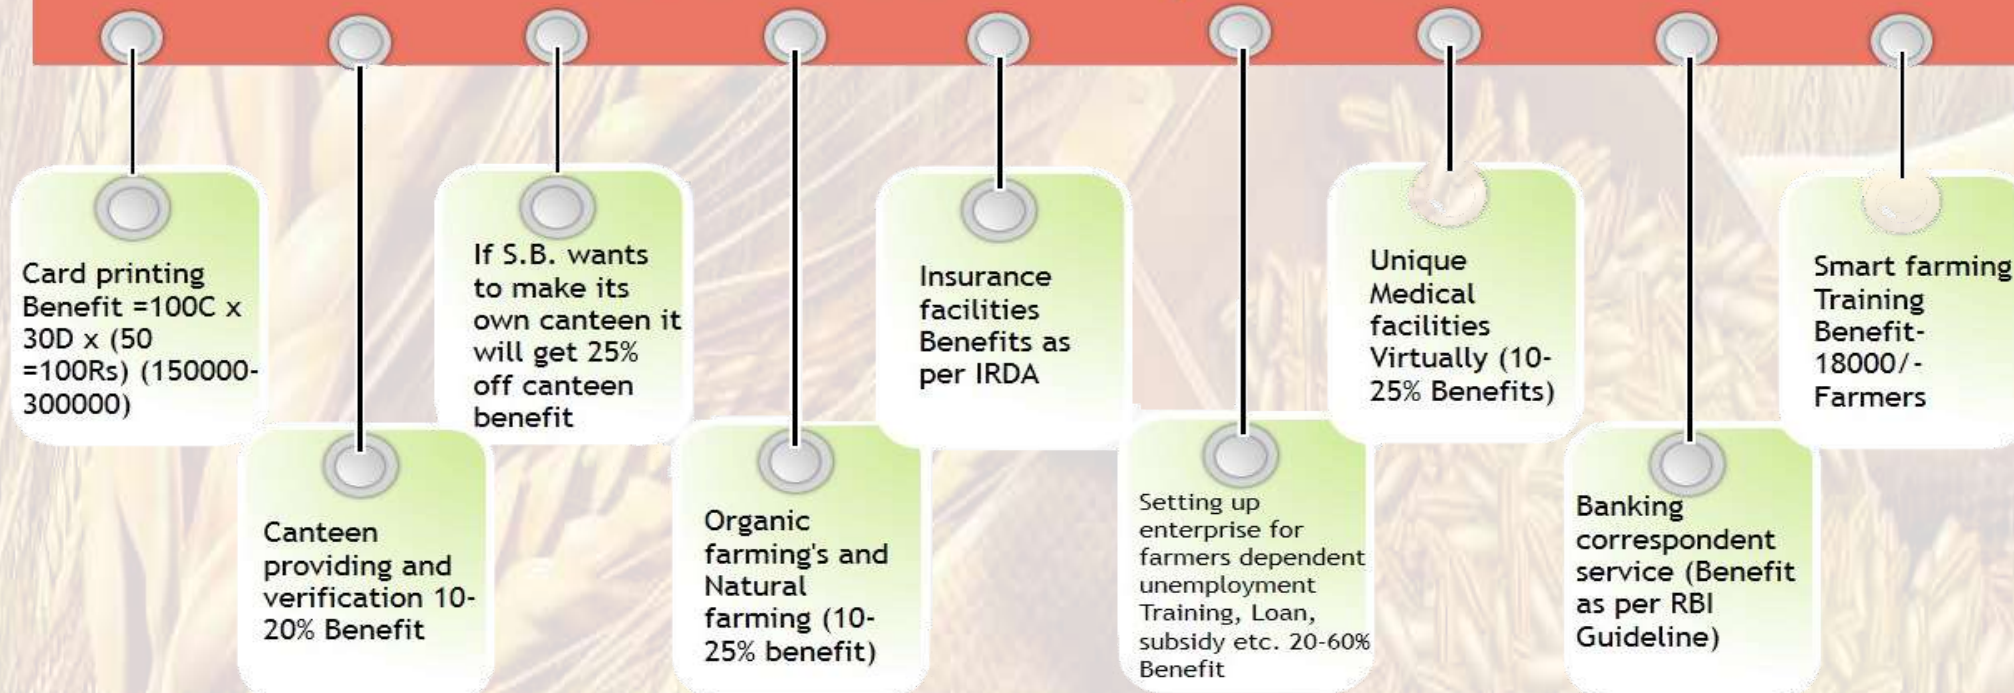 Card printing
Benefit =100C x
30D x (50
=100Rs) (150000-
300000)
Canteen
providing and
verification 10-
20% Benefit
If S.B. wants
to make its
own canteen it
will get 25%
off canteen
benefit
Organic
farming's and
Natural
farming (10-
25% benefit)
Insurance
facilities
Benefits as
per IRDA
Setting up
enterprise for
farmers dependent
unemployment
Training, Loan,
subsidy etc. 20-60%
Benefit
Unique
Medical
facilities
Virtually (10-
25% Benefits)
Banking
correspondent
service (Benefit
as per RBI
Guideline)
Smart farming
Training
Benefit-
18000/-
Farmers